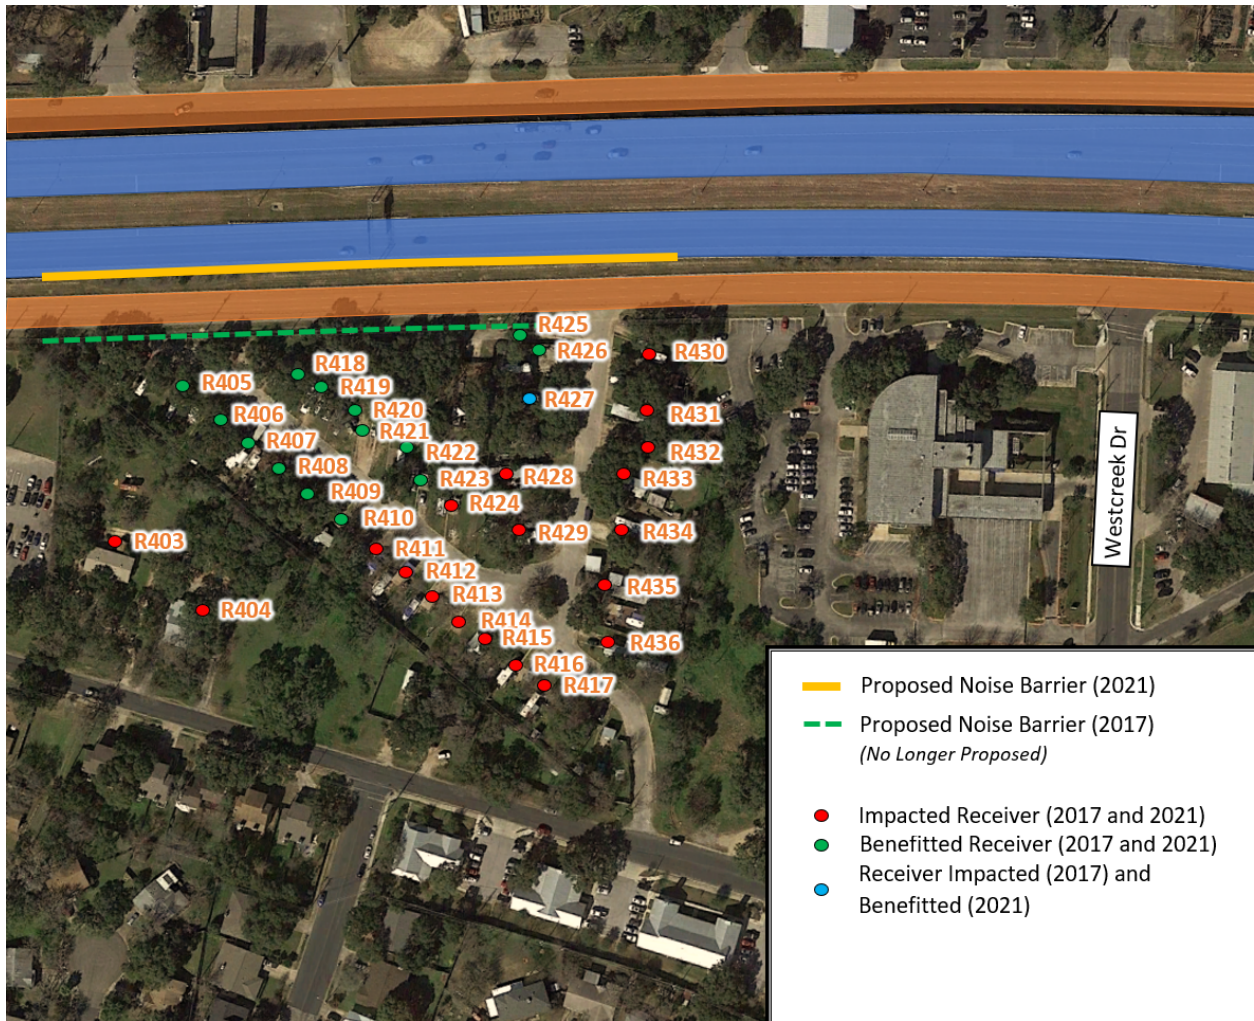 R425
R426
R430
R418
R405
R419
R427
R420
R431
R406
R421
R407
R422
R432
R408
R423
R428
R433
R409
R424
R410
R429
R434
R403
R411
R412
R435
R413
R404
R414
R415
R436
R416
R417
Westcreek Dr
Proposed Noise Barrier (2021)
Proposed Noise Barrier (2017)
(No Longer Proposed)
Impacted Receiver (2017 and 2021)
Benefitted Receiver (2017 and 2021)
Receiver Impacted (2017) and
Benefitted (2021)